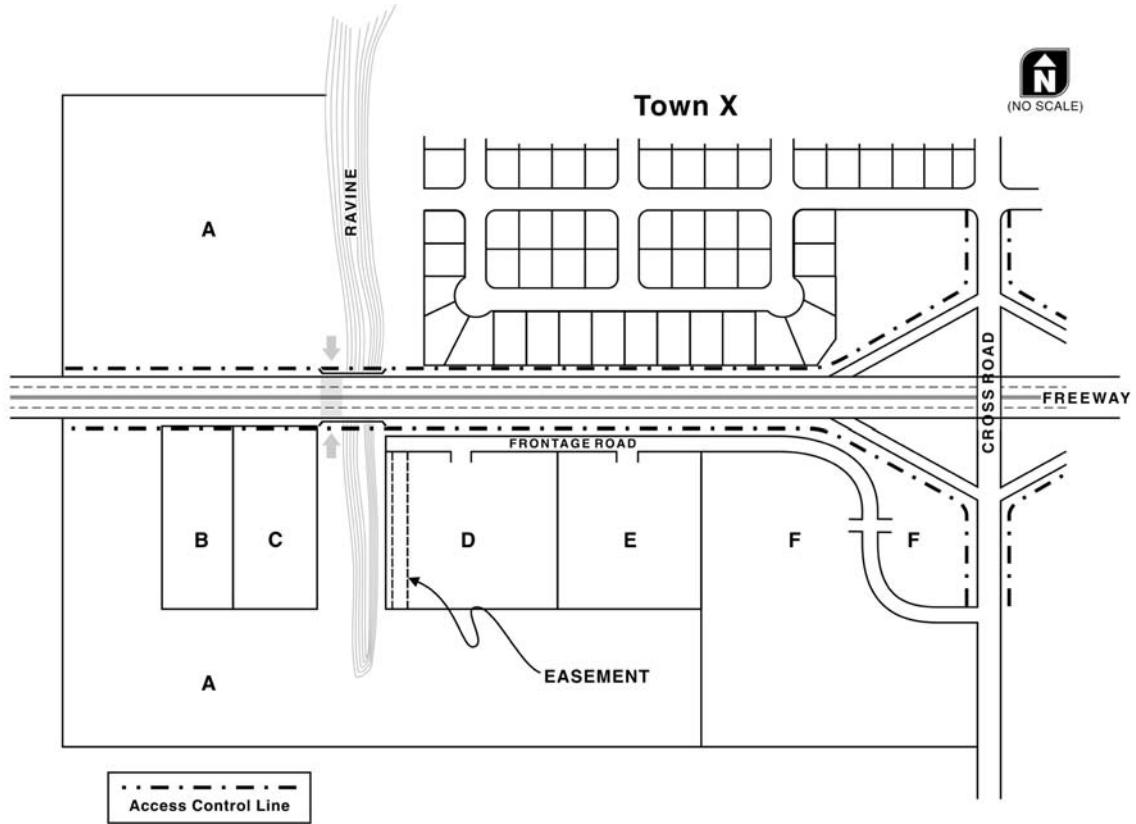 N
(NO SCALE)
Town X
RAVINE
A
CROSS ROAD
FREEWAY
FRONTAGE ROAD
B
C
D
E
F
F
EASEMENT
A
Access Control Line